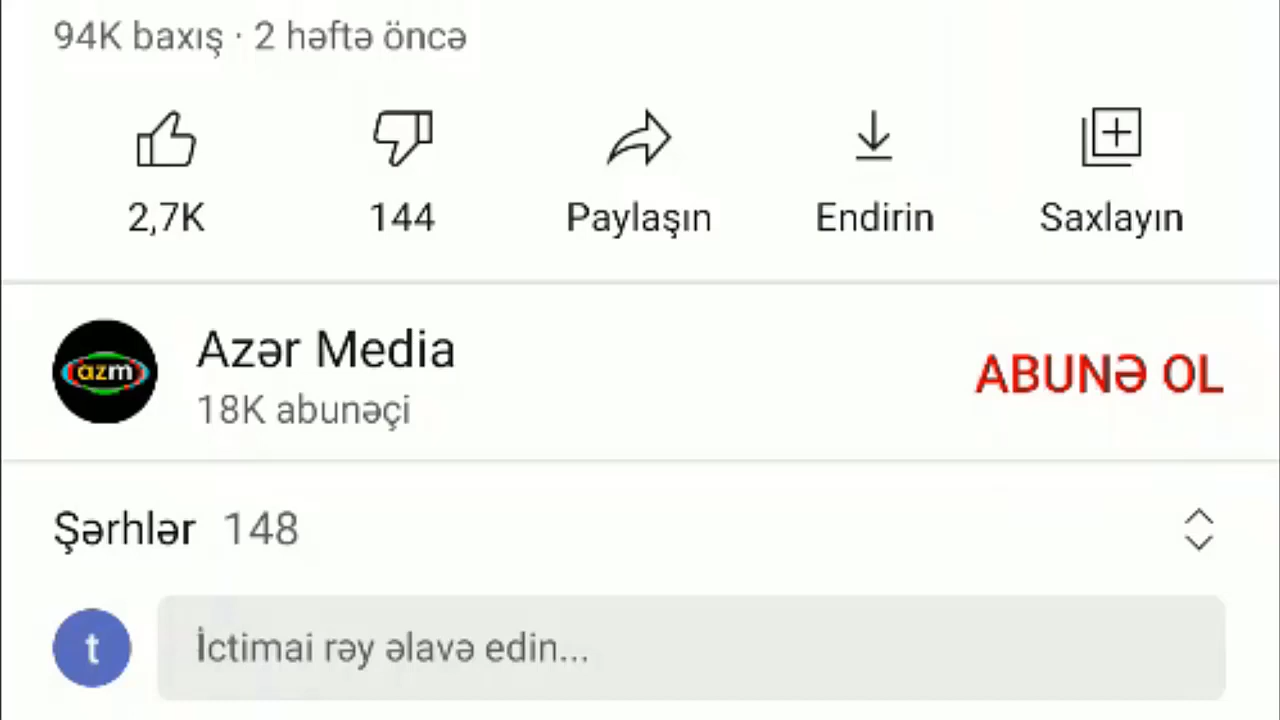 94K baxış · 2 həftə öncə
2,7K 144 Paylaşın Endirin Saxlayın
azm
Azər Media
18K abunəçi
ABUNƏ OL
Şərhlər 148
t
İctimai rəy əlavə edin...